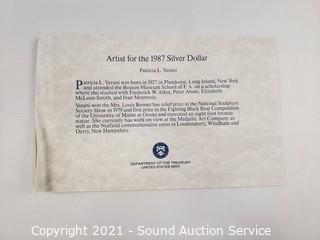 Artist for the 1987 Silver Dollar
Patricia L. Verani
Patricia L. Verani was born in 1927 in Plandome, Long Island, New York
and attended the Boston Museum School of F. A. on a scholarship
where she studied with Frederick W. Allen, Peter Abate, Elizabeth
McLean-Smith, and Ivan Mestrovic.
Verani won the Mrs. Louis Bennet bas relief prize in the National Sculpture
Society Show in 1979 and first prize in the Fighting Black Bear Competition
of the University of Maine at Orono and executed an eight foot bronze
statue. She currently has work on view at the Medallic Art Company as
well as the Nutfield commemorative coins in Londonderry, Windham and
Derry, New Hampshire.
DEPARTMENT OF THE TREASURY
UNITED STATES MINT
Copyright 2021 - Sound Auction Service